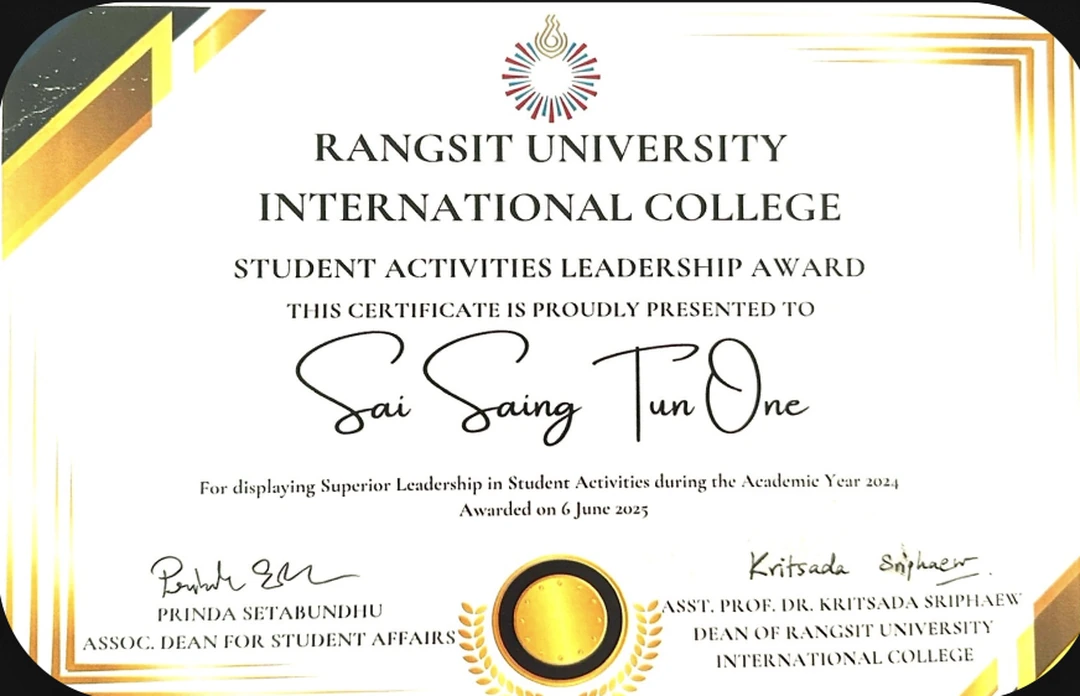 RANGSIT UNIVERSITY
INTERNATIONAL COLLEGE
STUDENT ACTIVITIES LEADERSHIP AWARD
THIS CERTIFICATE IS PROUDLY PRESENTED TO
Sai Saing Tun One
For displaying Superior Leadership in Student Activities during the Academic Year 2024
Awarded on 6 June 2025
PRINDA SETABUNDHU
ASSOC. DEAN FOR STUDENT AFFAIRS
Kritsada Sriphaew
ASST. PROF. DR. KRITSADA SRIPHAEW
DEAN OF RANGSIT UNIVERSITY
INTERNATIONAL COLLEGE